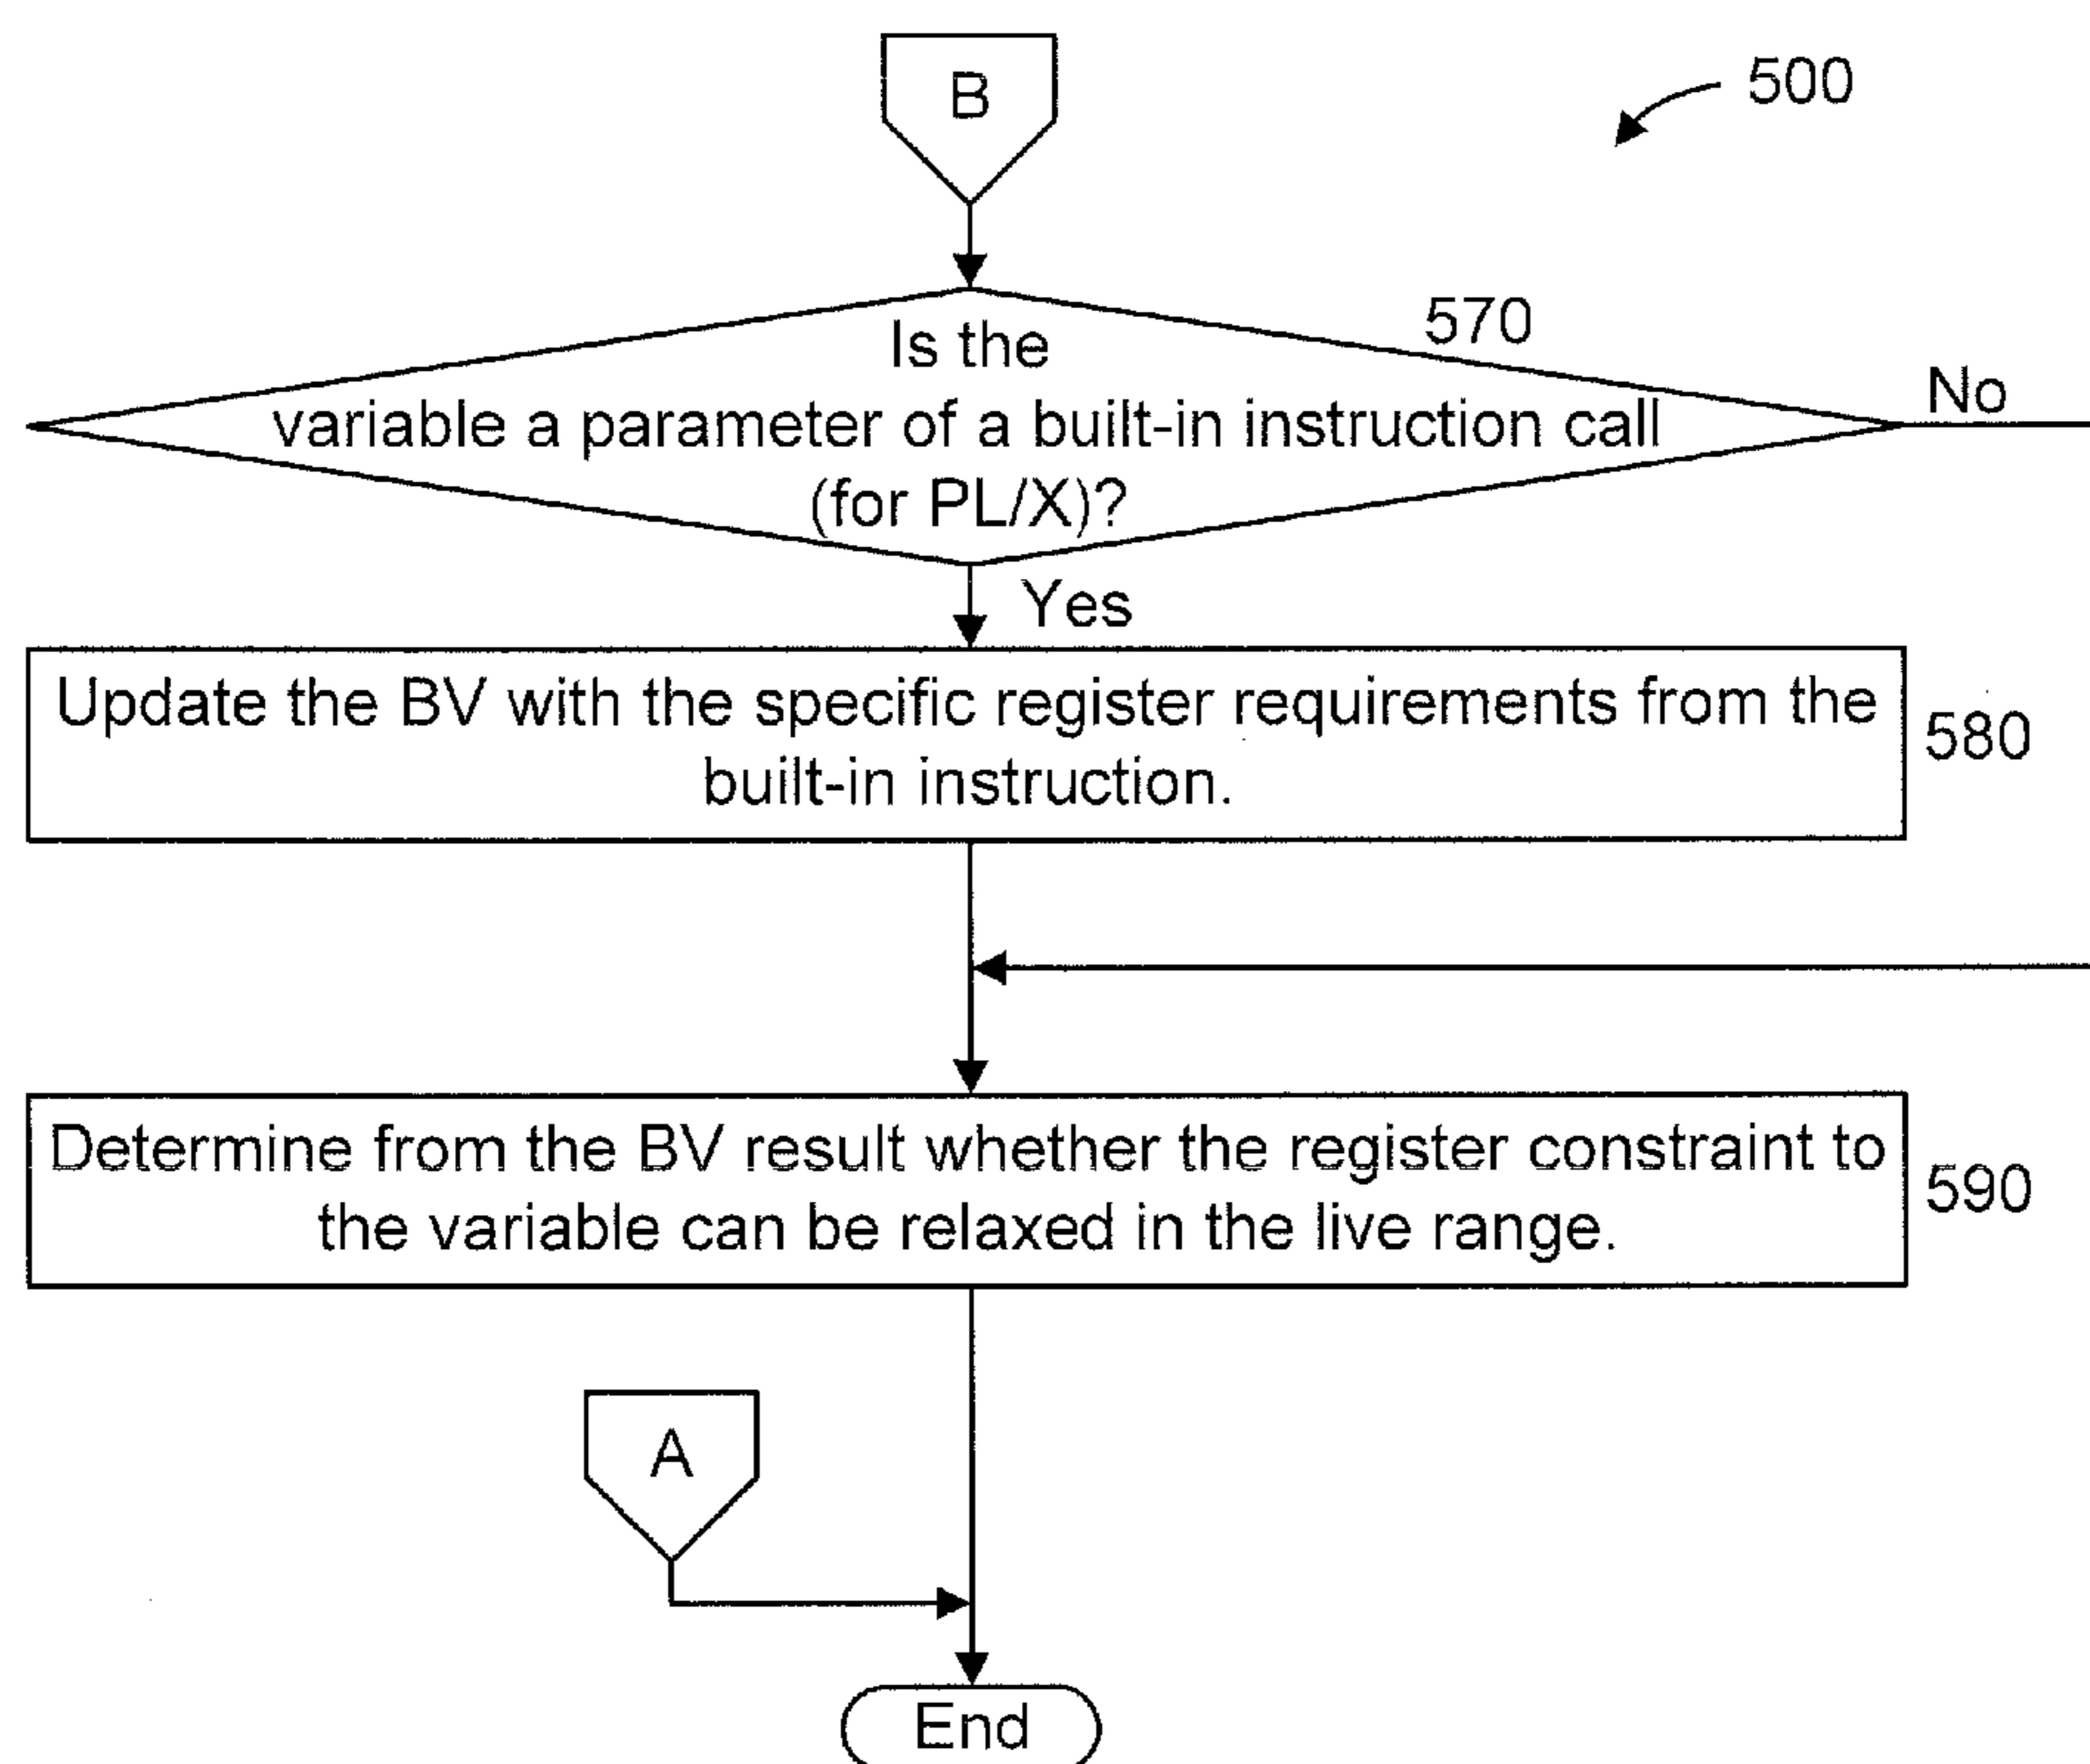 B
500
570
Is the
No
variable a parameter of a built-in instruction call
(for PL/X)?
Yes
Update the BV with the specific register requirements from the
built-in instruction.
580
Determine from the BV result whether the register constraint to
the variable can be relaxed in the live range.
590
A
End